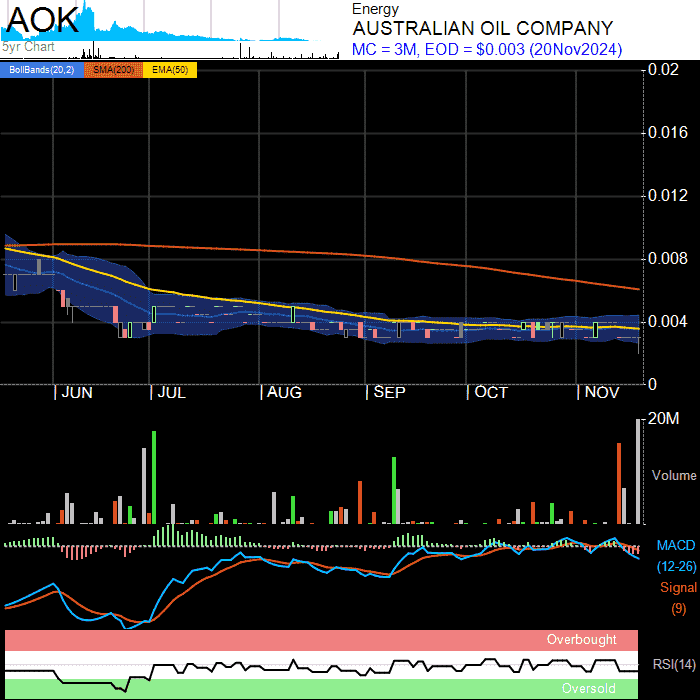 AOK
5yr Chart
Energy
AUSTRALIAN OIL COMPANY
MC = 3M, EOD = $0.003 (20Nov2024)
BollBands(20,2) SMA(200) EMA(50)
0.02
0.016
0.012
0.008
0.004
0
JUN JUL AUG SEP OCT NOV
20M
Volume
MACD
(12-26)
Signal
(9)
Overbought
RSI(14)
Oversold